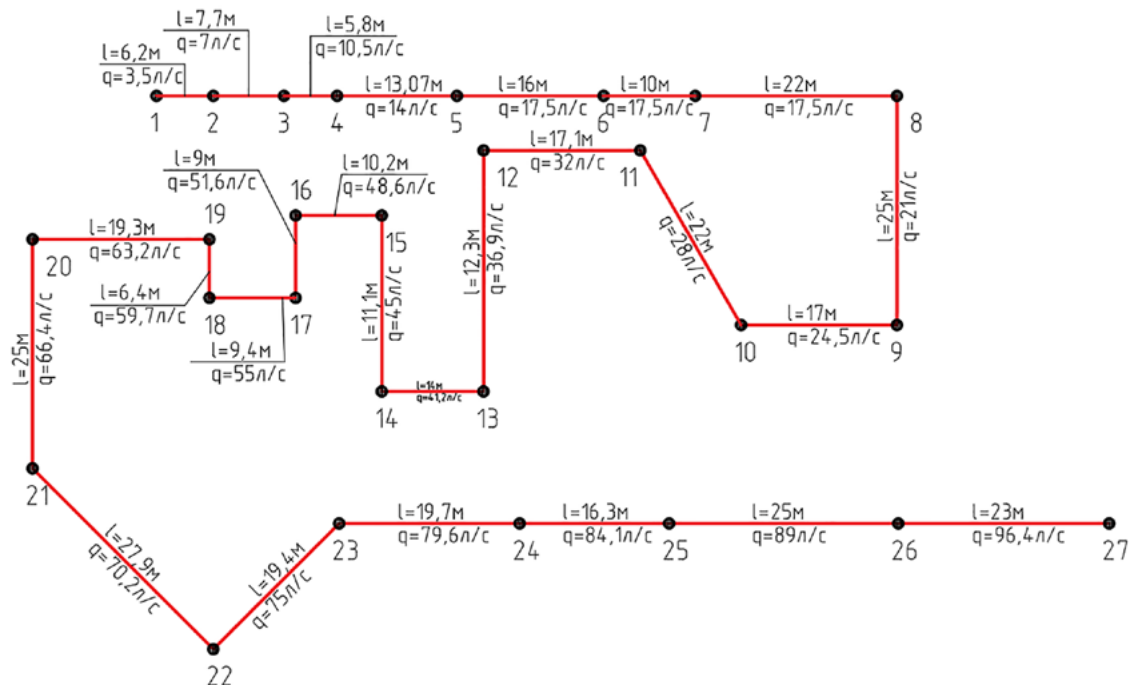 l=7,7м
q=7л/с
l=5,8м
q=10,5л/с
l=6,2м
q=3,5л/с
l=13,07м
q=14л/с
l=16м
q=17,5л/с
l=10м
q=17,5л/с
l=22м
q=17,5л/с
1
2
3
4
5
6
7
8
l=17,1м
q=32л/с
12
11
l=9м
q=51,6л/с
l=10,2м
q=48,6л/с
16
15
19
l=25м
q=21л/с
l=22м
q=28л/с
l=12,3м
q=36,9л/с
l=19,3м
q=63,2л/с
20
l=6,4м
q=59,7л/с
18
17
l=11,1м
q=45л/с
l=17м
q=24,5л/с
10
9
l=9,4м
q=55л/с
l=25м
q=66,4л/с
l=14м
q=41,2л/с
14
13
21
l=27,9м
q=70,2л/с
l=19,4м
q=75л/с
22
l=19,7м
q=79,6л/с
l=16,3м
q=84,1л/с
l=25м
q=89л/с
l=23м
q=96,4л/с
23
24
25
26
27